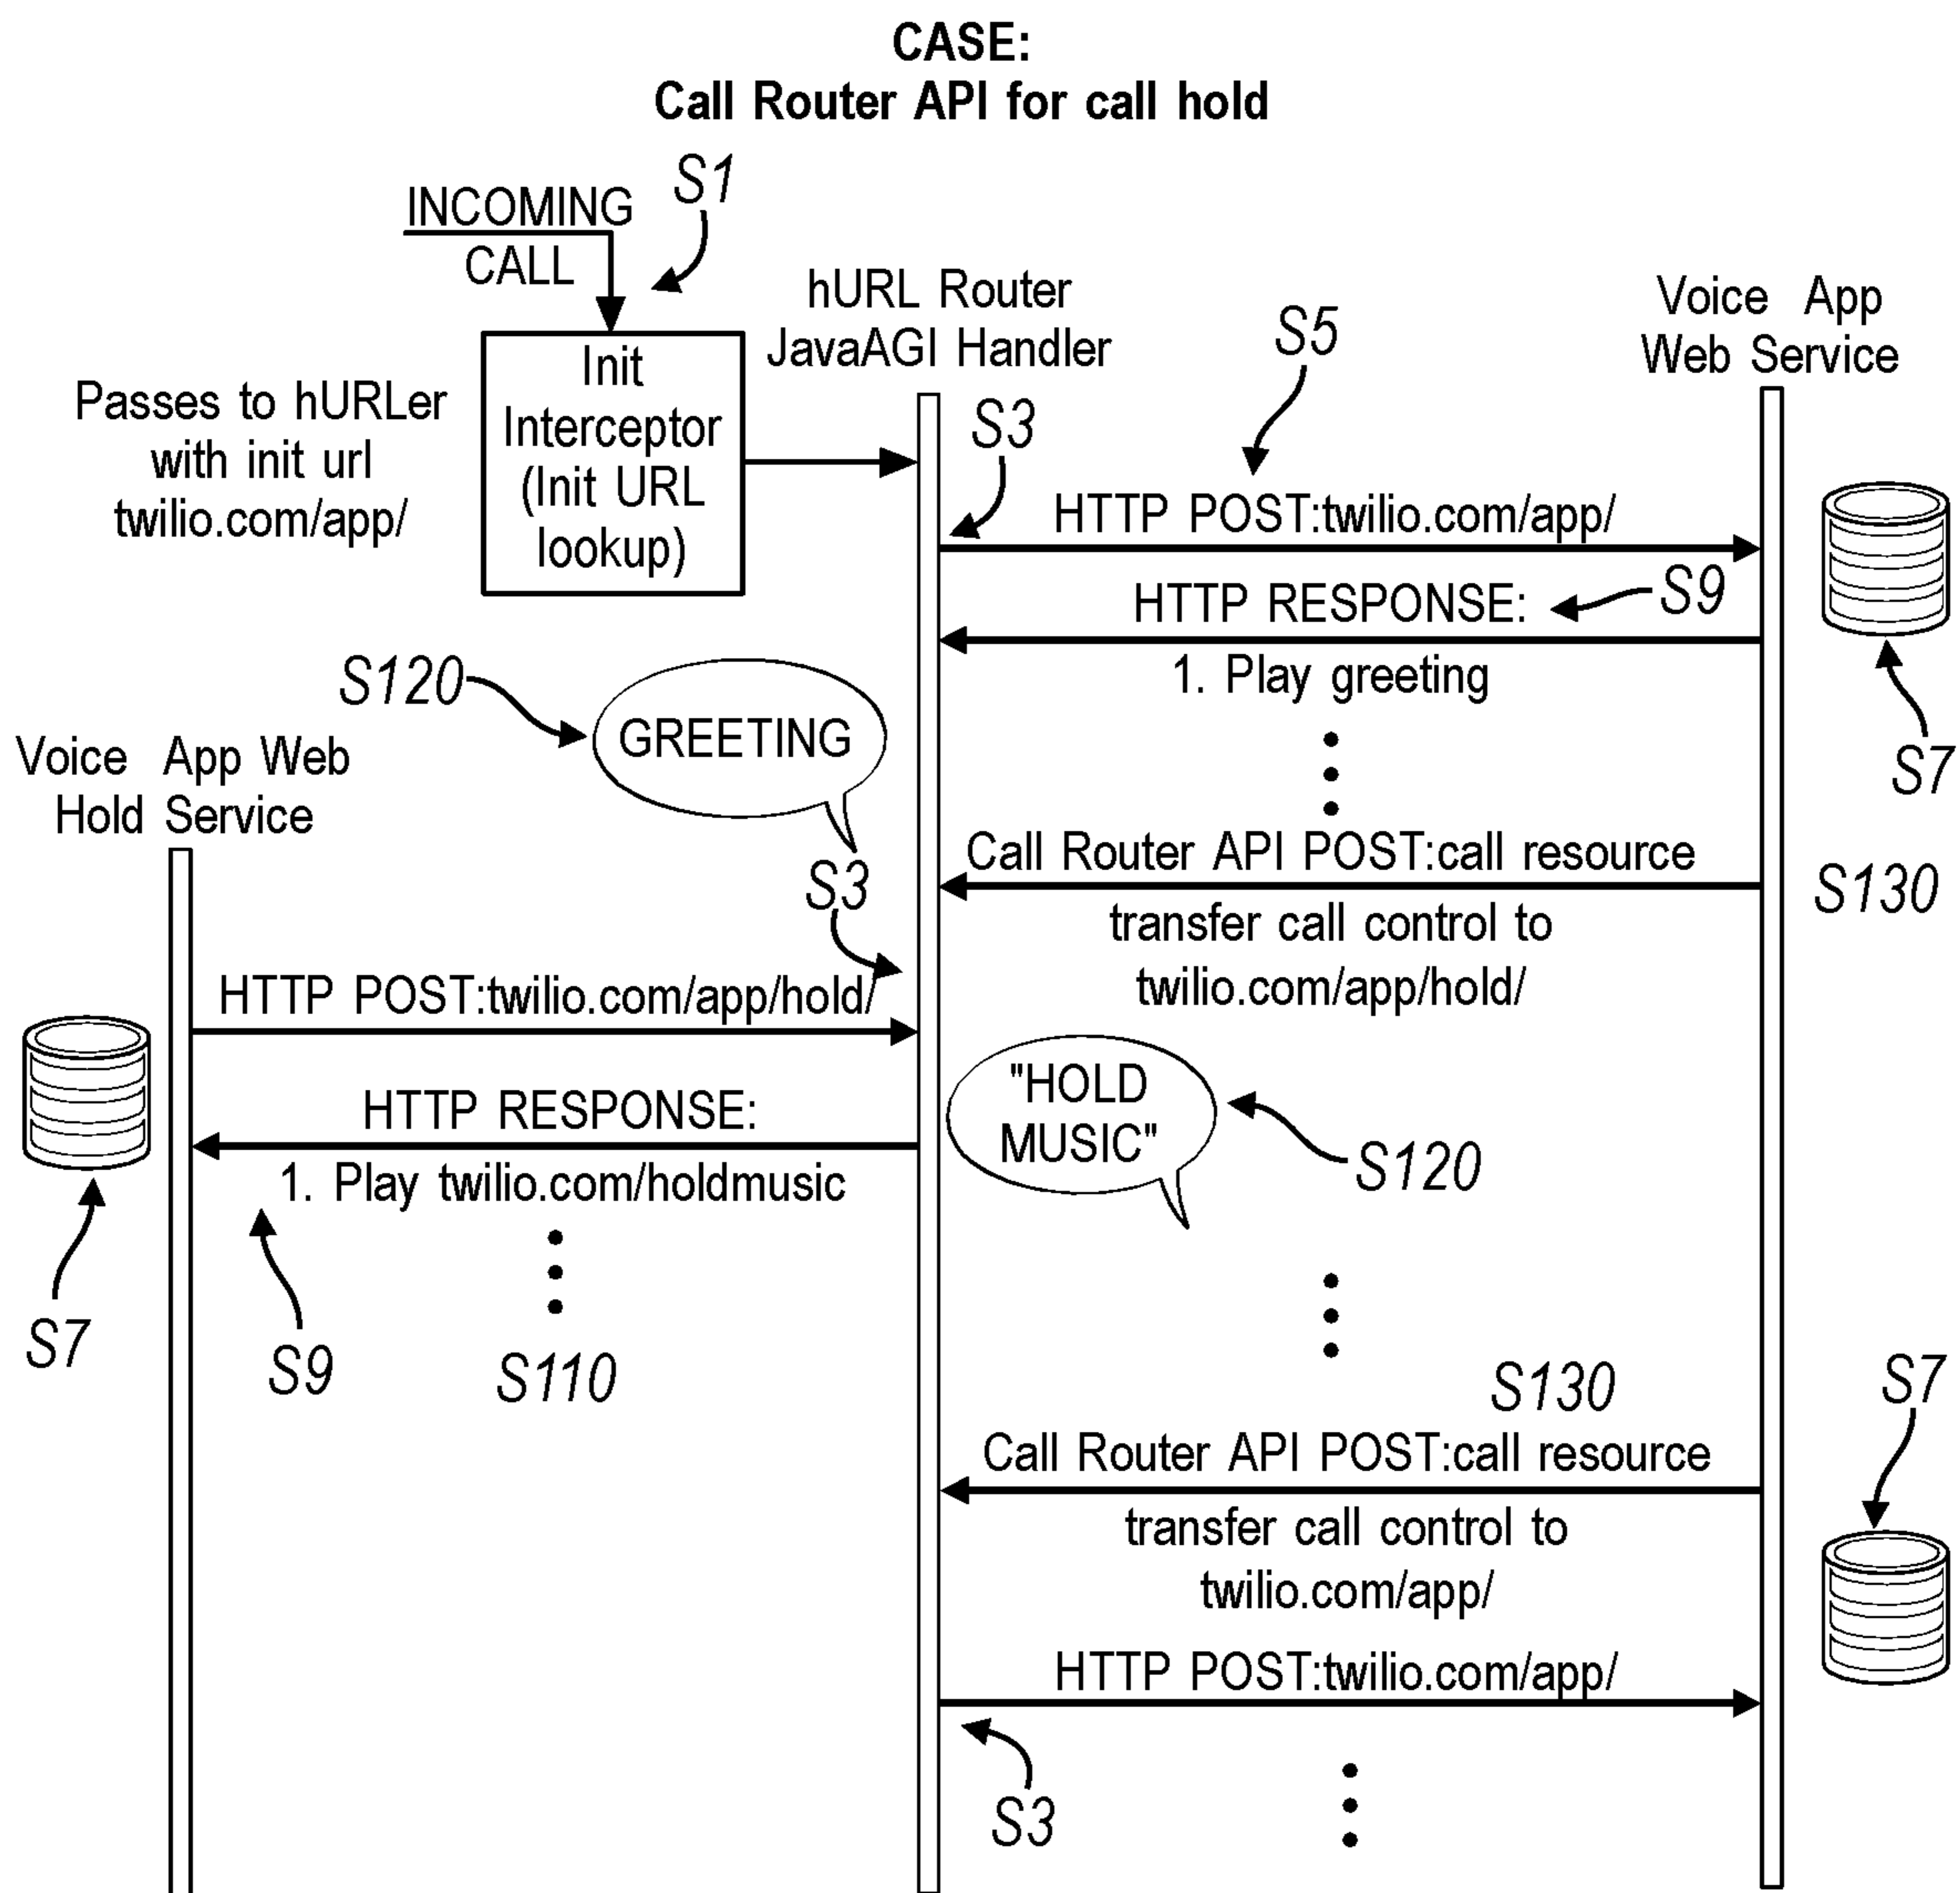 CASE:
Call Router API for call hold
S1
INCOMING
CALL
hURL Router
JavaAGI Handler
Voice App
Web Service
S5
Init
Interceptor
(Init URL
lookup)
Passes to hURLer
with init url
twilio.com/app/
S3
HTTP POST:twilio.com/app/
HTTP RESPONSE:
S9
1. Play greeting
S7
S120
GREETING
Voice App Web
Hold Service
S3
Call Router API POST:call resource
S130
transfer call control to
twilio.com/app/hold/
HTTP POST:twilio.com/app/hold/
"HOLD
MUSIC"
S120
HTTP RESPONSE:
1. Play twilio.com/holdmusic
S7
S9
S110
S130
S7
Call Router API POST:call resource
transfer call control to
twilio.com/app/
HTTP POST:twilio.com/app/
S3